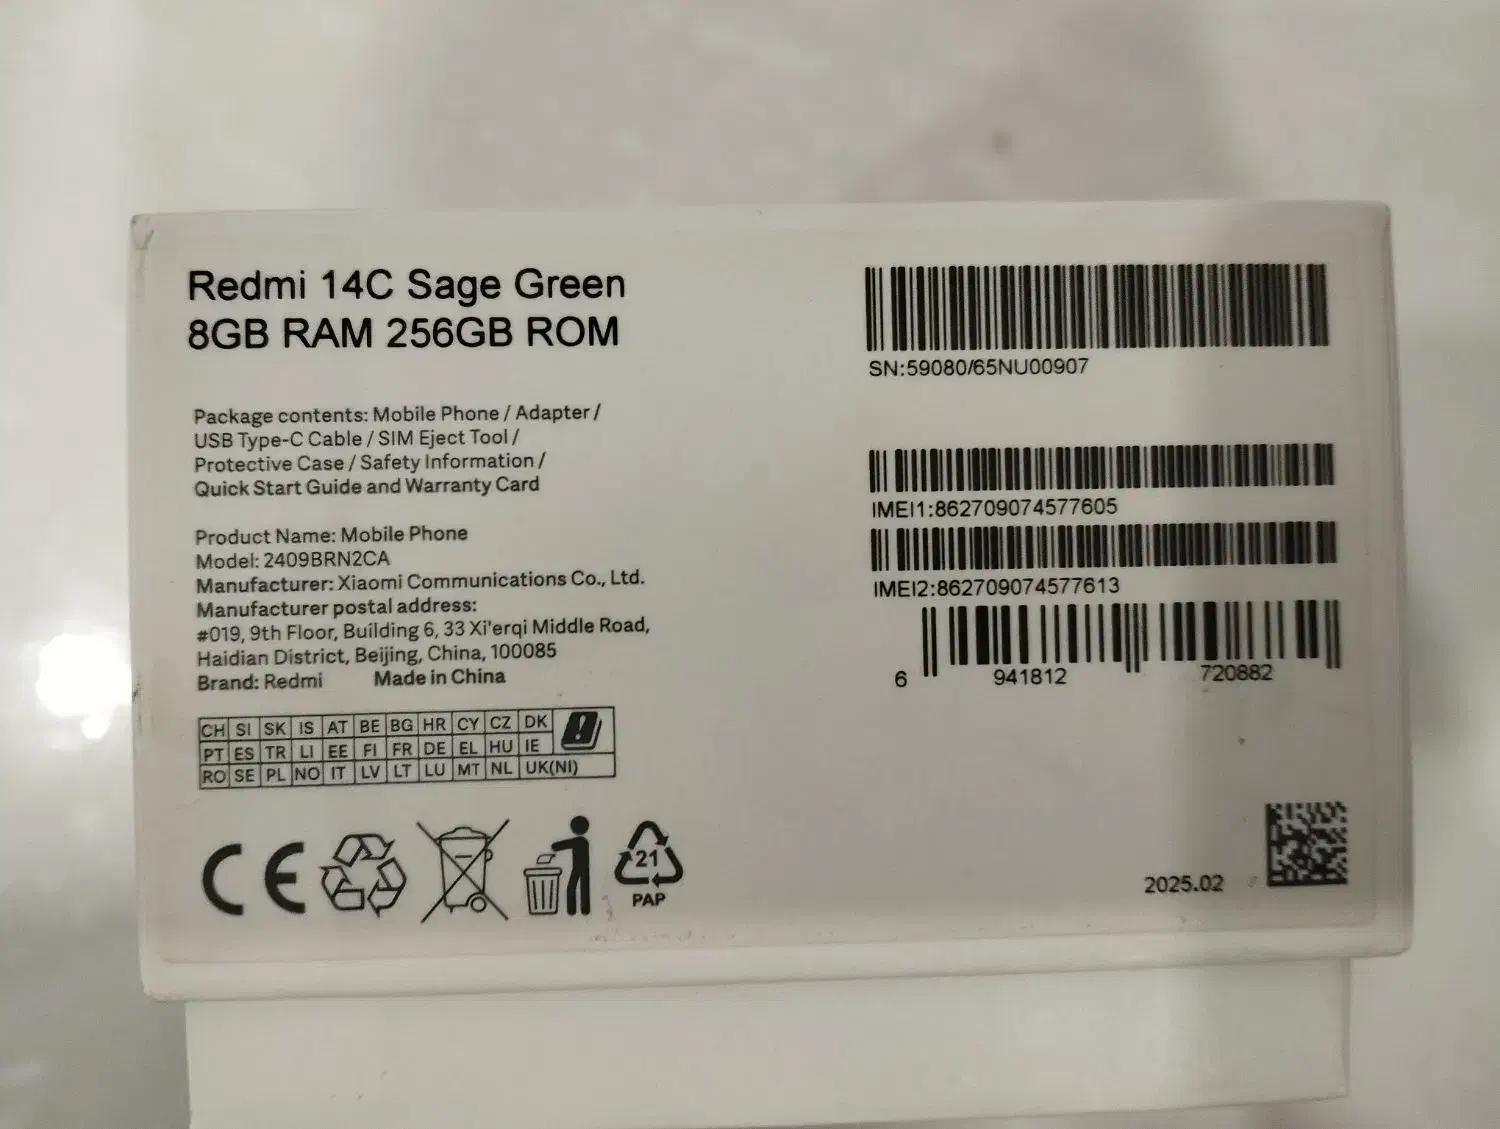 Redmi 14C Sage Green
8GB RAM 256GB ROM
Package contents: Mobile Phone / Adapter /
USB Type-C Cable / SIM Eject Tool /
Protective Case / Safety Information /
Quick Start Guide and Warranty Card
Product Name: Mobile Phone
Model: 2409BRN2CA
Manufacturer: Xiaomi Communications Co., Ltd.
Manufacturer postal address:
#019, 9th Floor, Building 6, 33 Xi'erqi Middle Road,
Haidian District, Beijing, China, 100085
Brand: Redmi Made in China
CH SI SK IS AT BE BG HR CY CZ DK
PT ES TR LI EE FI FR DE EL HU IE
RO SE PL NO IT LV LT LU MT NL UK(NI)
CE
21
PAP
SN:59080/65NU00907
IMEI1:862709074577605
IMEI2:862709074577613
6 941812 720882
2025.02